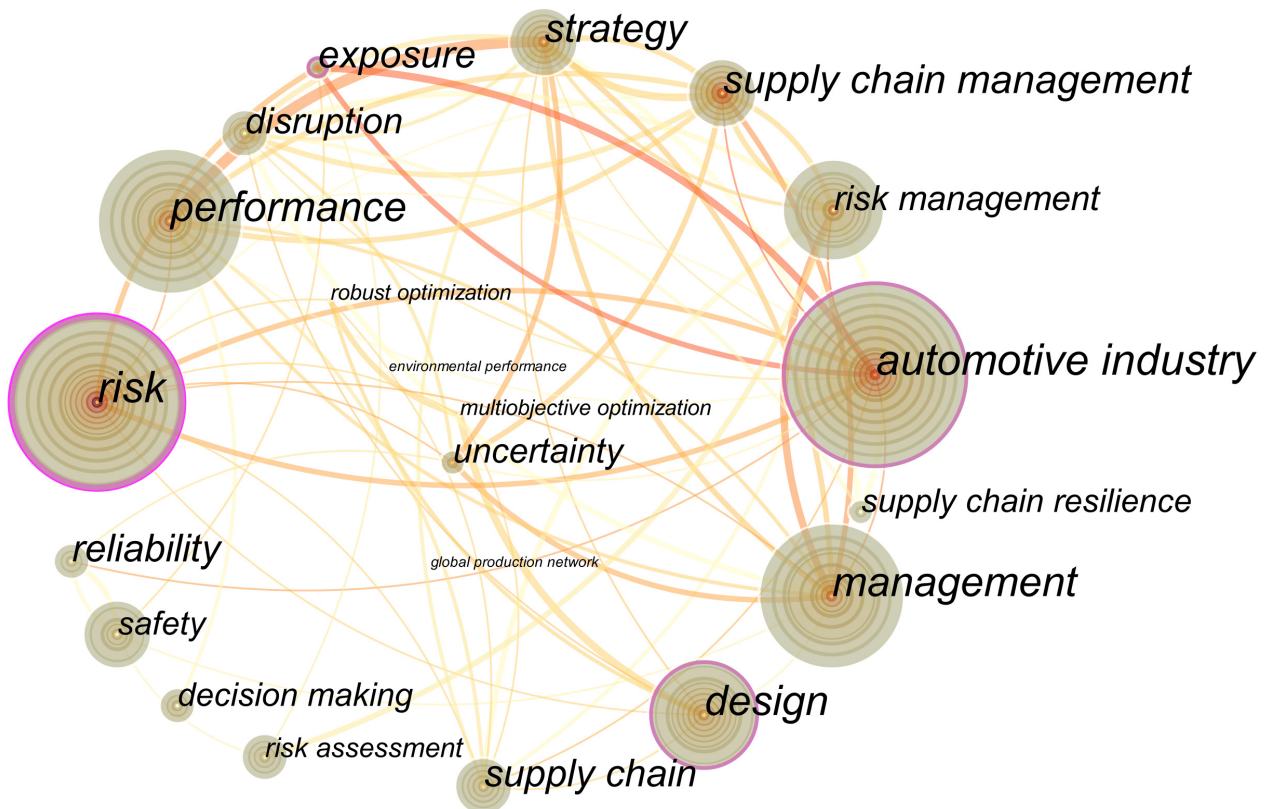 strategy
exposure
supply chain management
disruption
risk management
performance
robust optimization
automotive industry
environmental performance
risk
multiobjective optimization
uncertainty
supply chain resilience
reliability
global production network
management
safety
decision making
design
risk assessment
supply chain